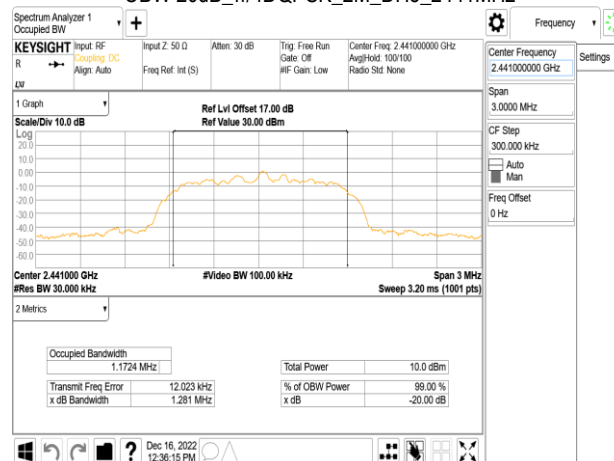 OBW-20dB_π/4DQPSK_2M_DH5_2441MHz
Spectrum Analyzer 1
Occupied BW
Frequency
Settings
KEYSIGHT
R
Input: RF
Coupling: DC
Align: Auto
Input Z: 50 Ω
Freq Ref: Int (S)
Atten: 30 dB
Trig: Free Run
Gate: Off
#IF Gain: Low
Center Freq: 2.441000000 GHz
Avg|Hold: 100/100
Radio Std: None
LXI
Center Frequency
2.441000000 GHz
Span
3.0000 MHz
CF Step
300.000 kHz
Auto
Man
Freq Offset
0 Hz
1 Graph
Scale/Div 10.0 dB
Ref Lvl Offset 17.00 dB
Ref Value 30.00 dBm
Log
20.0
10.0
0.00
-10.0
-20.0
-30.0
-40.0
-50.0
-60.0
Center 2.441000 GHz
#Res BW 30.000 kHz
#Video BW 100.00 kHz
Span 3 MHz
Sweep 3.20 ms (1001 pts)
2 Metrics
Occupied Bandwidth
1.1724 MHz
Total Power 10.0 dBm
Transmit Freq Error 12.023 kHz
% of OBW Power 99.00 %
x dB Bandwidth 1.281 MHz
x dB -20.00 dB
?
Dec 16, 2022
12:36:15 PM